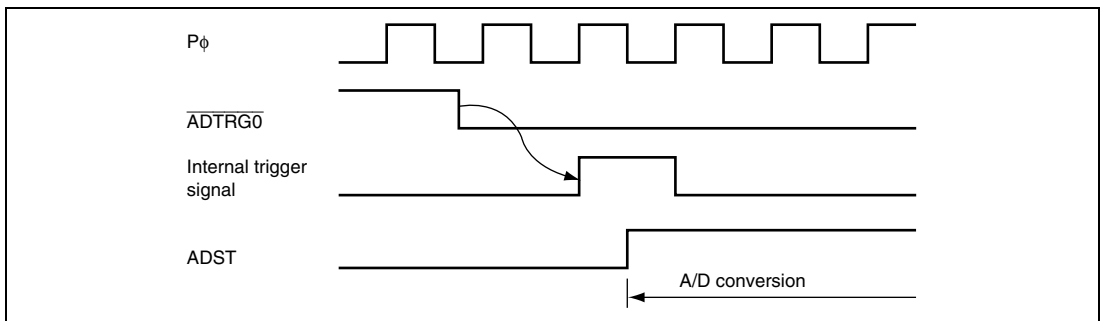 Pφ
ADTRG0
Internal trigger
signal
ADST
A/D conversion